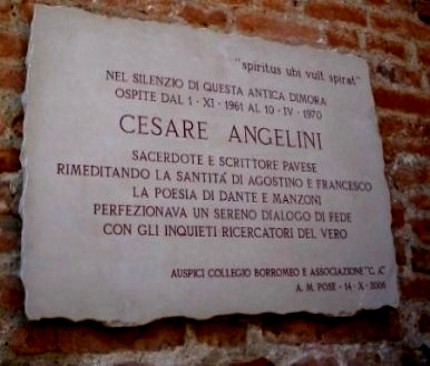 "spiritus ubi vult spirat"
NEL SILENZIO DI QUESTA ANTICA DIMORA
OSPITE DAL 1 · XI · 1961 AL 10 · IV · 1970
CESARE ANGELINI
SACERDOTE E SCRITTORE PAVESE
RIMEDITANDO LA SANTITÀ DI AGOSTINO E FRANCESCO
LA POESIA DI DANTE E MANZONI
PERFEZIONAVA UN SERENO DIALOGO DI FEDE
CON GLI INQUIETI RICERCATORI DEL VERO
AUSPICI COLLEGIO BORROMEO E ASSOCIAZIONE "C. A."
A. M. POSE · 14 · X · 2006